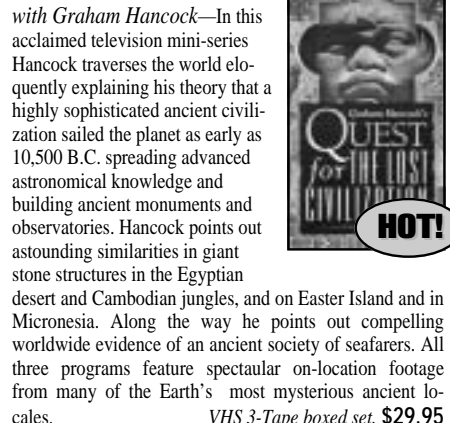 with Graham Hancock—In this
acclaimed television mini-series
Hancock traverses the world elo-
quently explaining his theory that a
highly sophisticated ancient civili-
zation sailed the planet as early as
10,500 B.C. spreading advanced
astronomical knowledge and
building ancient monuments and
observatories. Hancock points out
astounding similarities in giant
stone structures in the Egyptian
desert and Cambodian jungles, and on Easter Island and in
Micronesia. Along the way he points out compelling
worldwide evidence of an ancient society of seafarers. All
three programs feature spectaular on-location footage
from many of the Earth's most mysterious ancient lo-
cales. VHS 3-Tape boxed set. $29.95
Graham Hancock's
QUEST
for THE LOST
CIVILIZATION
HOT!